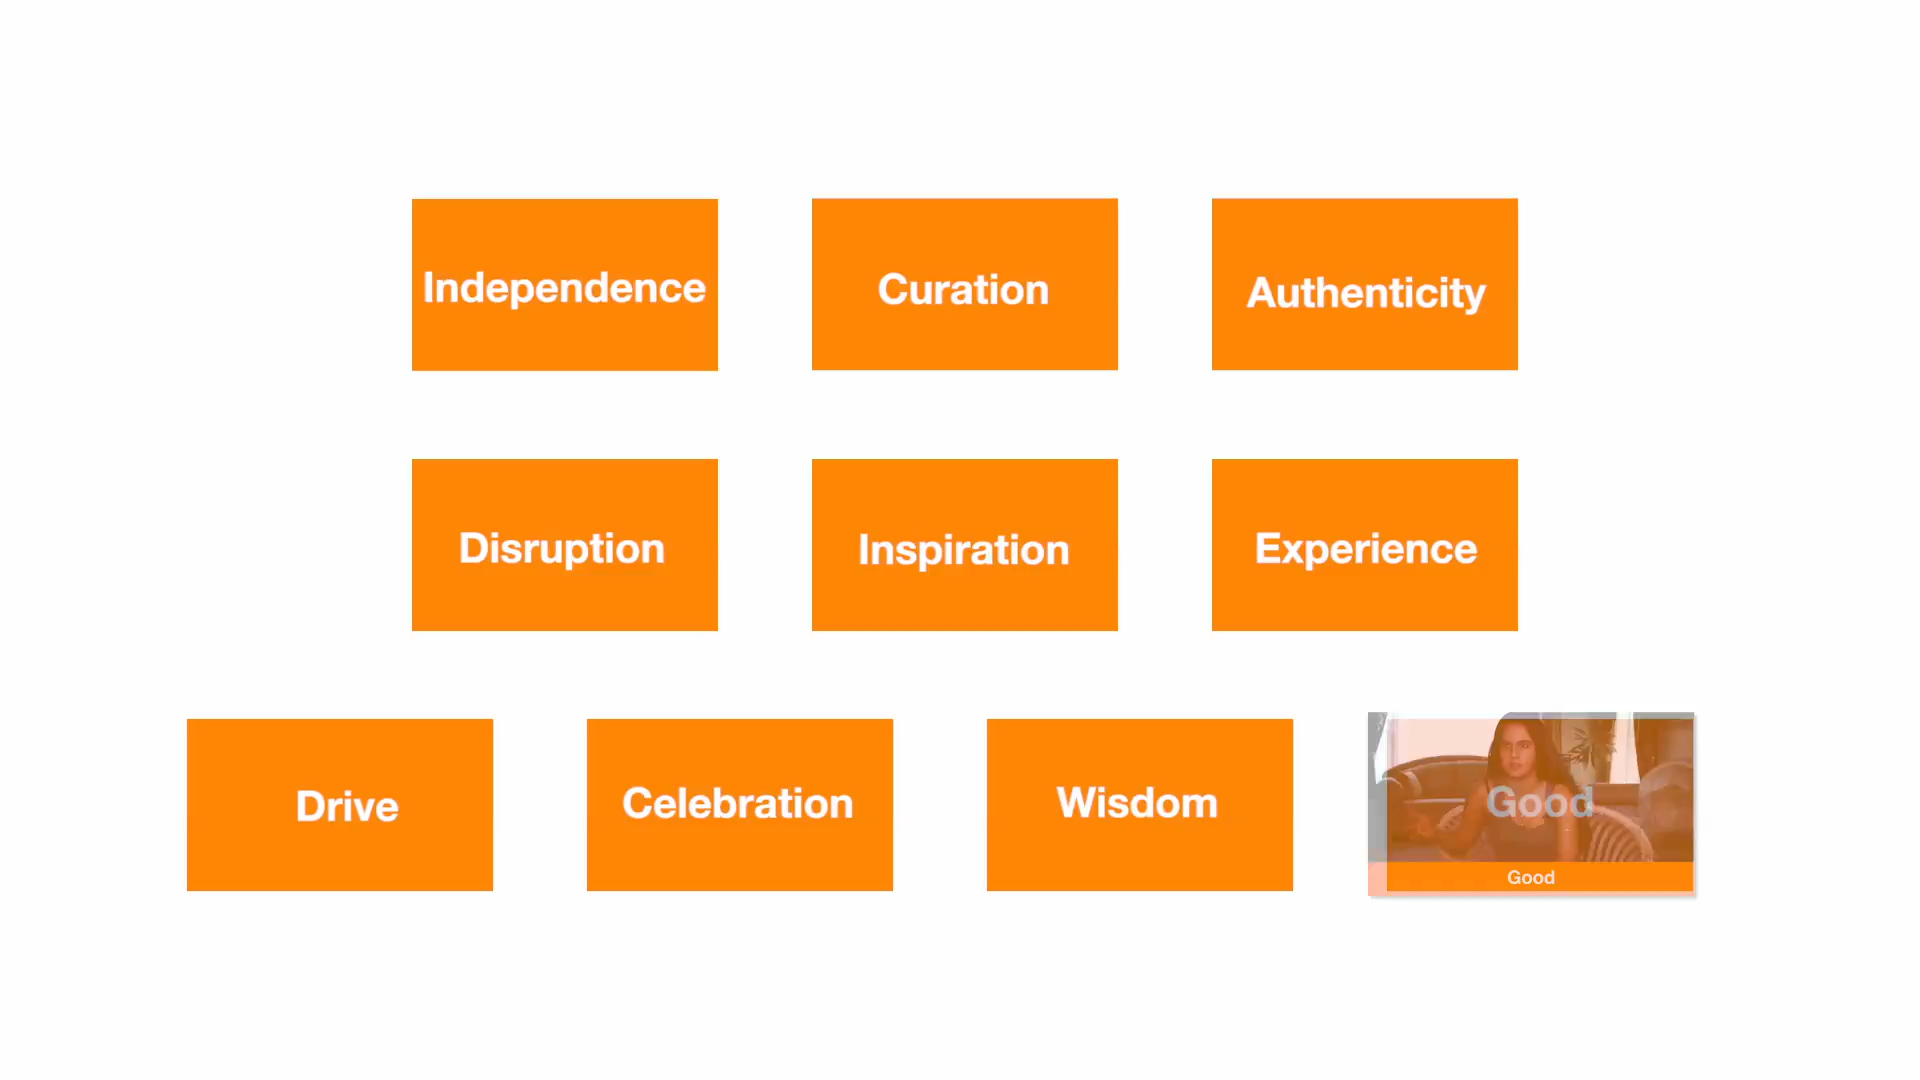 Independence
Curation
Authenticity
Disruption
Inspiration
Experience
Drive
Celebration
Wisdom
Good
Good